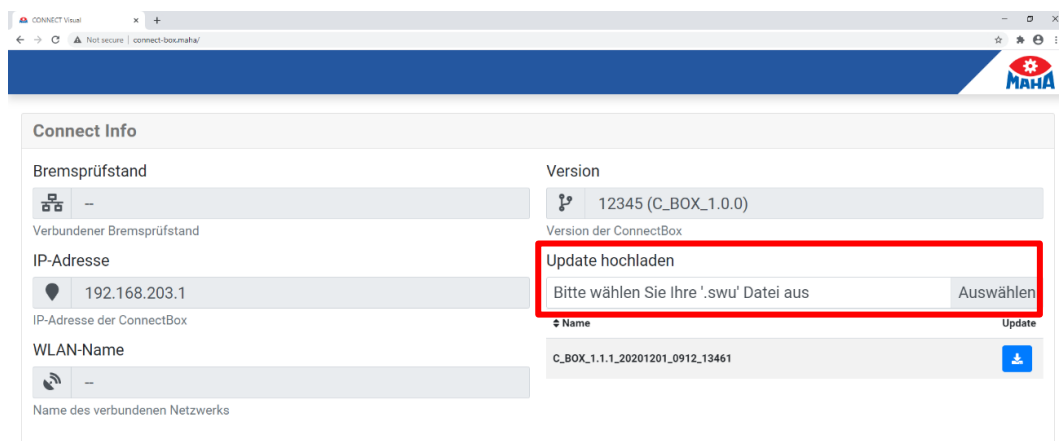 CONNECT Visual
Not secure | connect-box.maha/
MAHA
Connect Info
Bremsprüfstand
--
Verbundener Bremsprüfstand
IP-Adresse
192.168.203.1
IP-Adresse der ConnectBox
WLAN-Name
--
Name des verbundenen Netzwerks
Version
12345 (C_BOX_1.0.0)
Version der ConnectBox
Update hochladen
Bitte wählen Sie Ihre '.swu' Datei aus Auswählen
Name Update
C_BOX_1.1.1_20201201_0912_13461